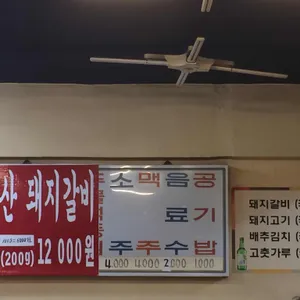 산 돼지갈비
(2009) 12 000원
소 맥 음 공
료 기
주 주 수 밥
4,000 4,000 2,000 1,000
돼지갈비
돼지고기
배추김치
고춧가루